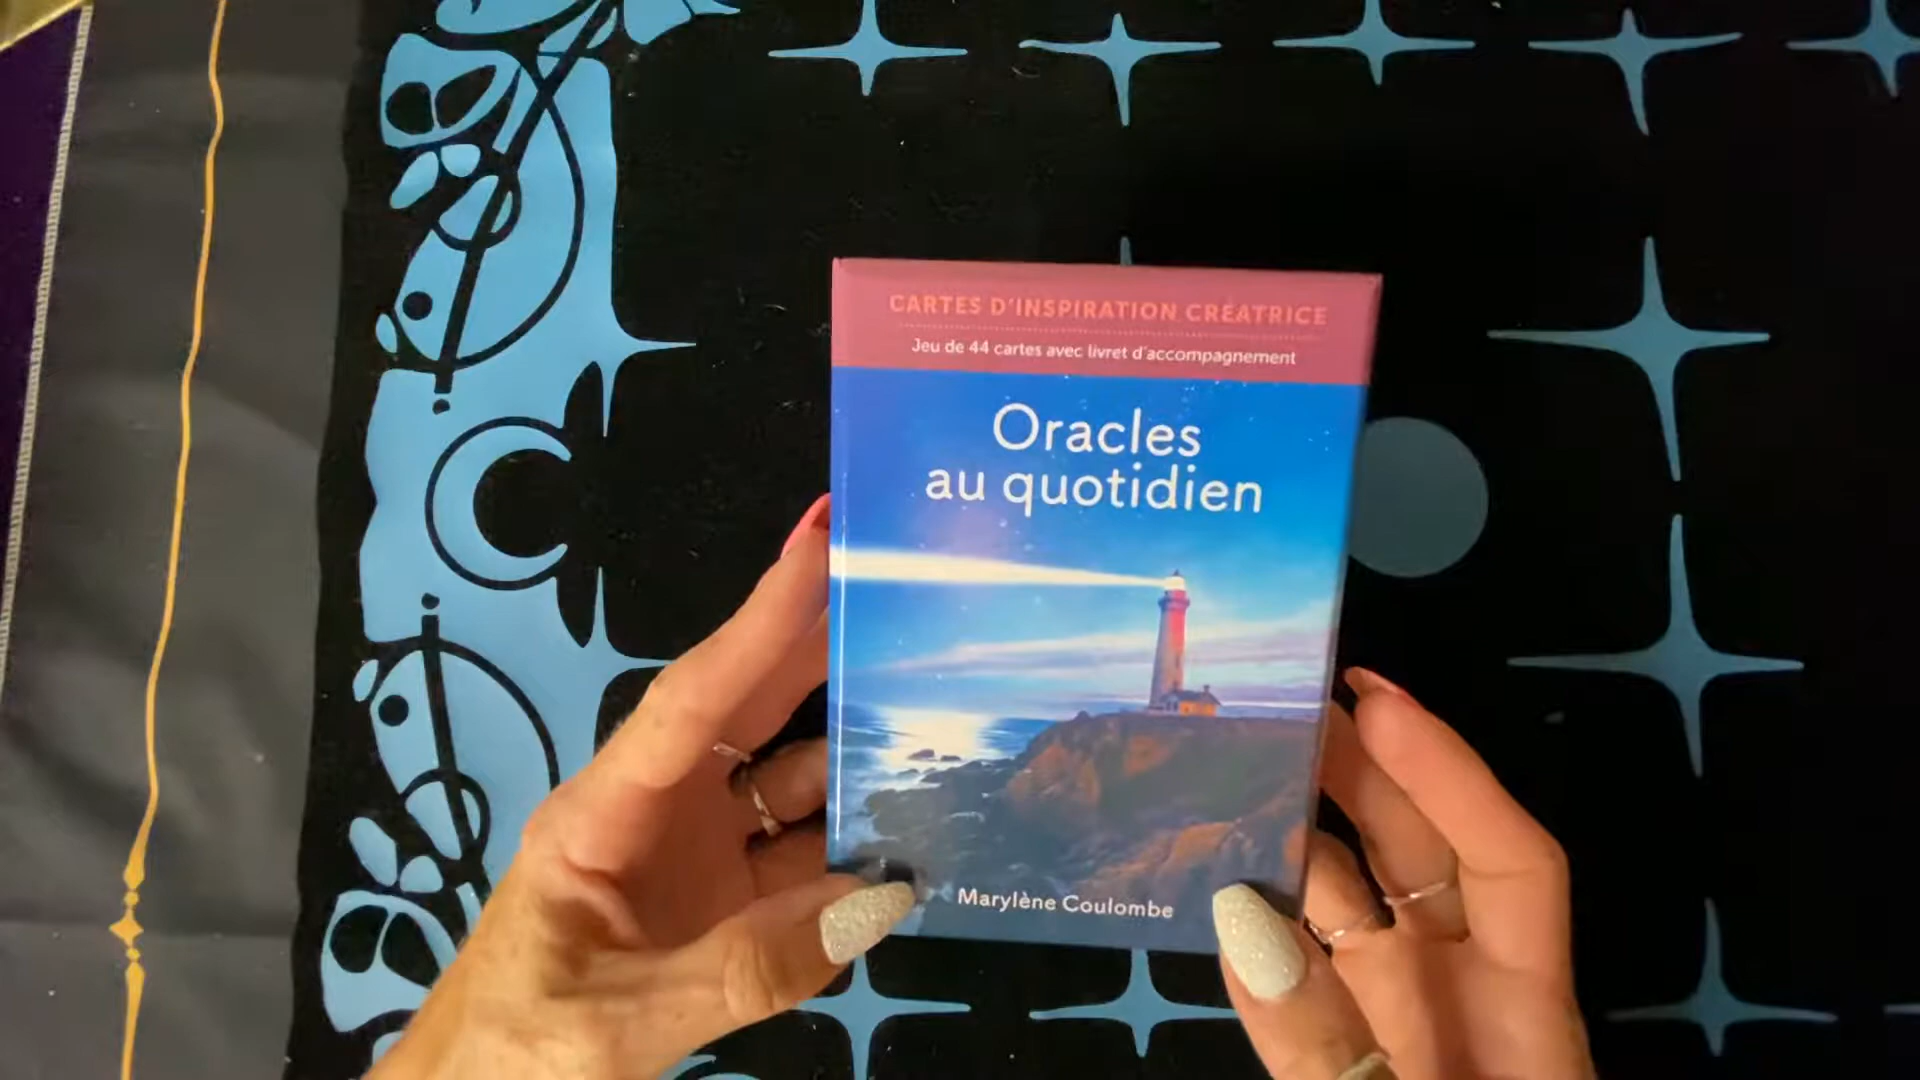 CARTES D'INSPIRATION CRÉATRICE
Jeu de 44 cartes avec livret d'accompagnement
Oracles
au quotidien
Marylène Coulombe